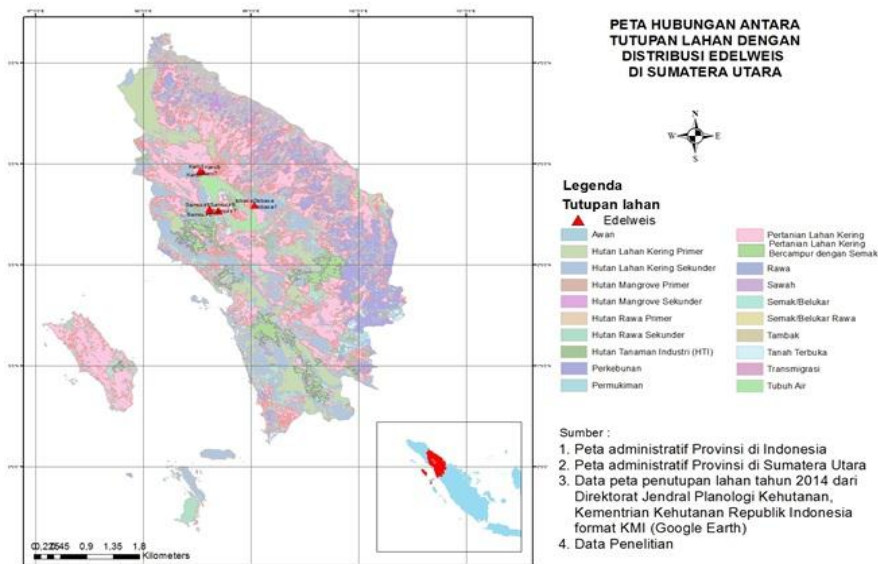 PETA HUBUNGAN ANTARA
TUTUPAN LAHAN DENGAN
DISTRIBUSI EDELWEIS
DI SUMATERA UTARA
N
W
E
S
Legenda
Tutupan lahan
Edelweis
Awan
Hutan Lahan Kering Primer
Hutan Lahan Kering Sekunder
Hutan Mangrove Primer
Hutan Mangrove Sekunder
Hutan Rawa Primer
Hutan Rawa Sekunder
Hutan Tanaman Industri (HTI)
Perkebunan
Permukiman
Pertanian Lahan Kering
Pertanian Lahan Kering
Bercampur dengan Semak
Rawa
Sawah
Semak/Belukar
Semak/Belukar Rawa
Tambak
Tanah Terbuka
Transmigrasi
Tubuh Air
Sumber :
1. Peta administratif Provinsi di Indonesia
2. Peta administratif Provinsi di Sumatera Utara
3. Data peta penutupan lahan tahun 2014 dari
Direktorat Jendral Planologi Kehutanan,
Kementrian Kehutanan Republik Indonesia
format KMI (Google Earth)
4. Data Penelitian
0,9 1,35 1,8
Kilometers